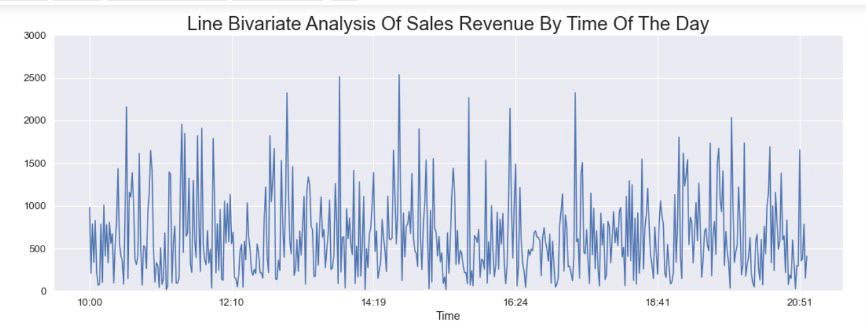 Line Bivariate Analysis Of Sales Revenue By Time Of The Day
3000
2500
2000
1500
1000
500
0
10:00 12:10 14:19 16:24 18:41 20:51
Time